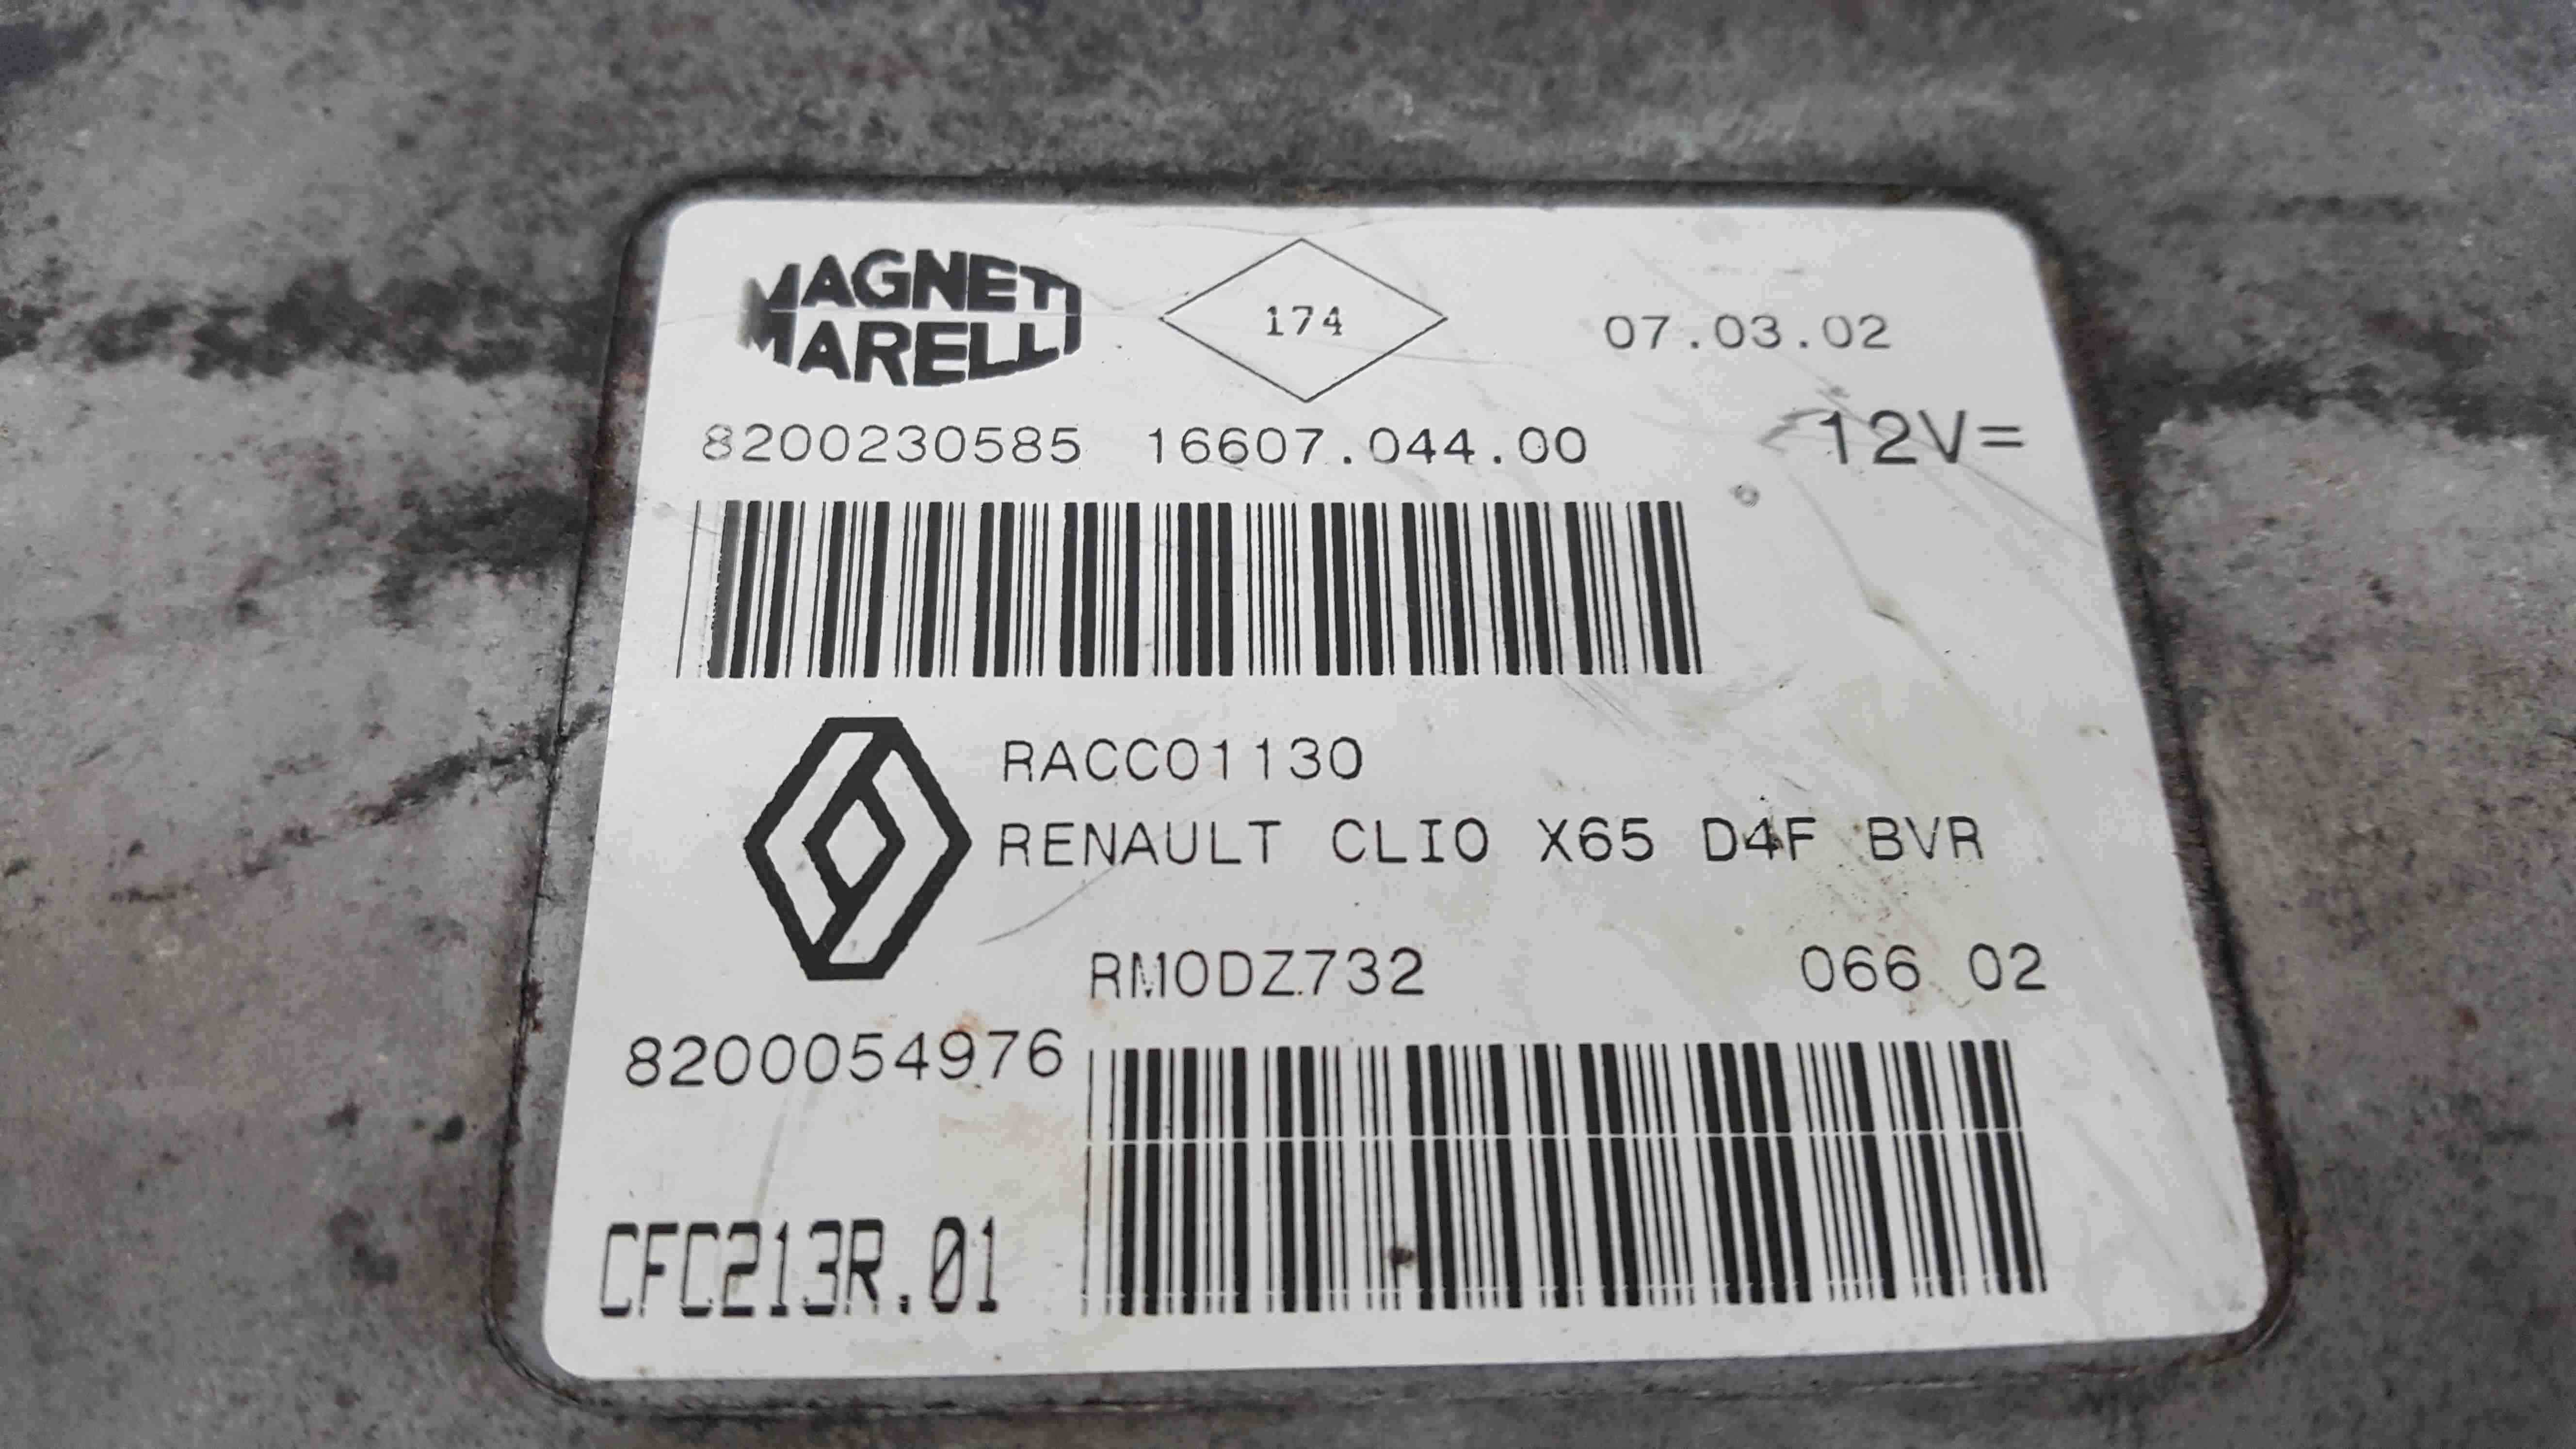 MAGNETI
MARELLI
174
07.03.02
8200230585 16607.044.00
12V=
RACC01130
RENAULT CLIO X65 D4F BVR
RM0DZ732 066 02
8200054976
CFC213R.01